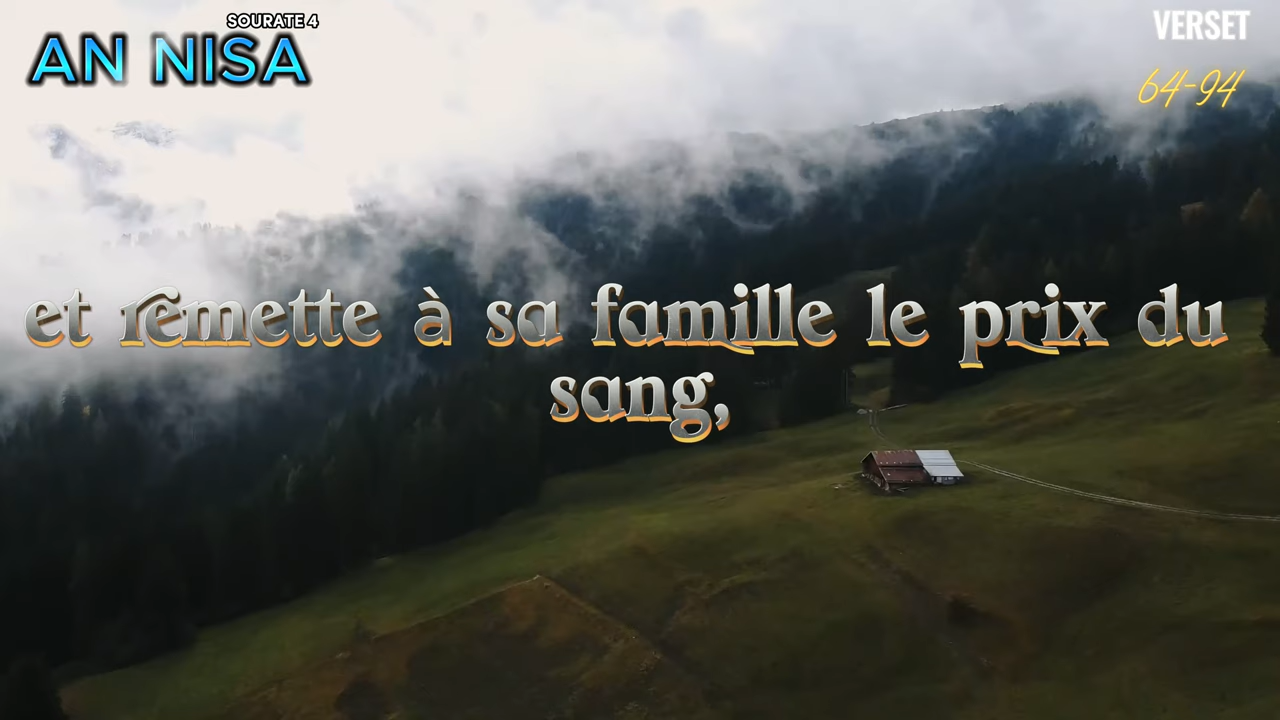 SOURATE 4
AN NISA
VERSET
64-94
et remette à sa famille le prix du
sang,